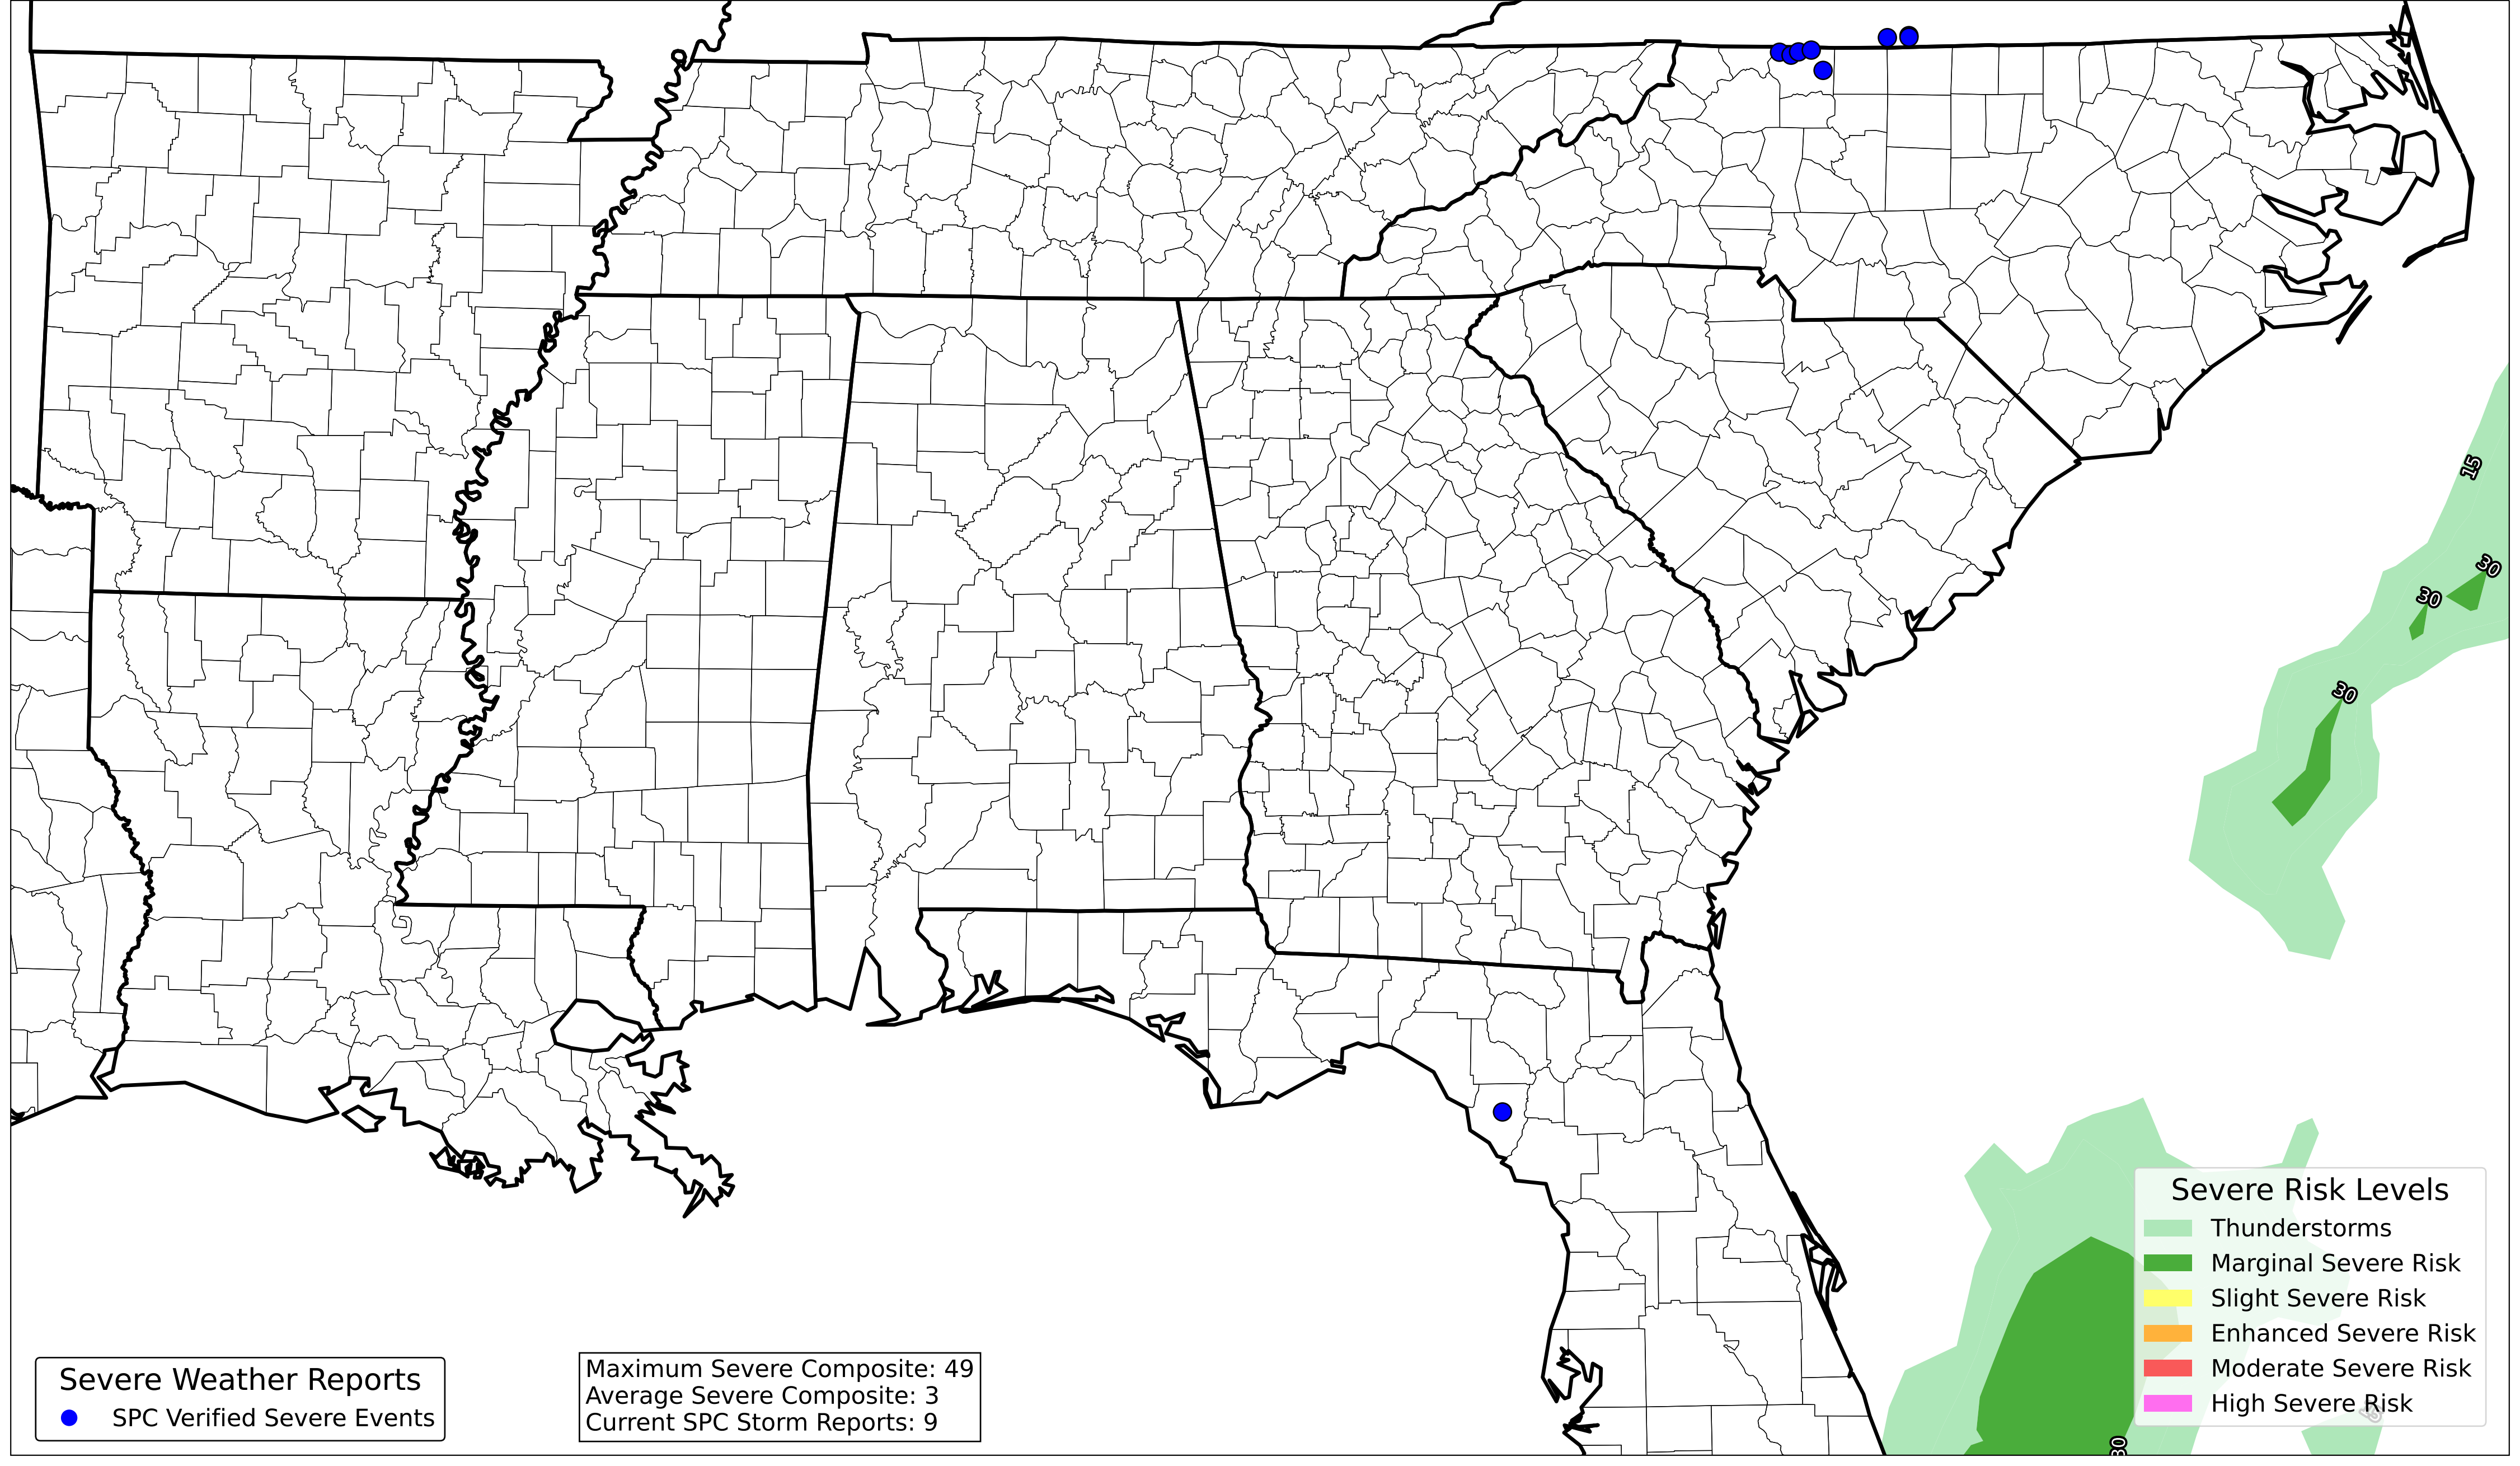 15
30
30
30
Severe Risk Levels
Thunderstorms
Marginal Severe Risk
Slight Severe Risk
Enhanced Severe Risk
Moderate Severe Risk
High Severe Risk
Severe Weather Reports
SPC Verified Severe Events
Maximum Severe Composite: 49
Average Severe Composite: 3
Current SPC Storm Reports: 9
30